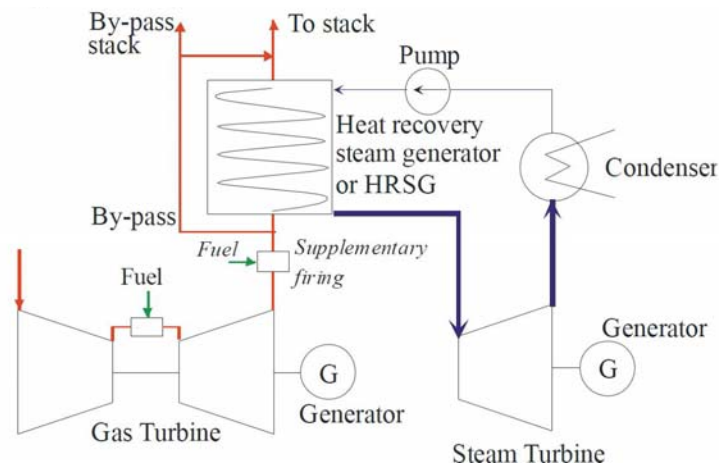 By-pass
stack
To stack
Pump
Heat recovery
steam generator
or HRSG
Condenser
By-pass
Fuel
Supplementary
firing
Fuel
Generator
G
G
Generator
Gas Turbine
Steam Turbine